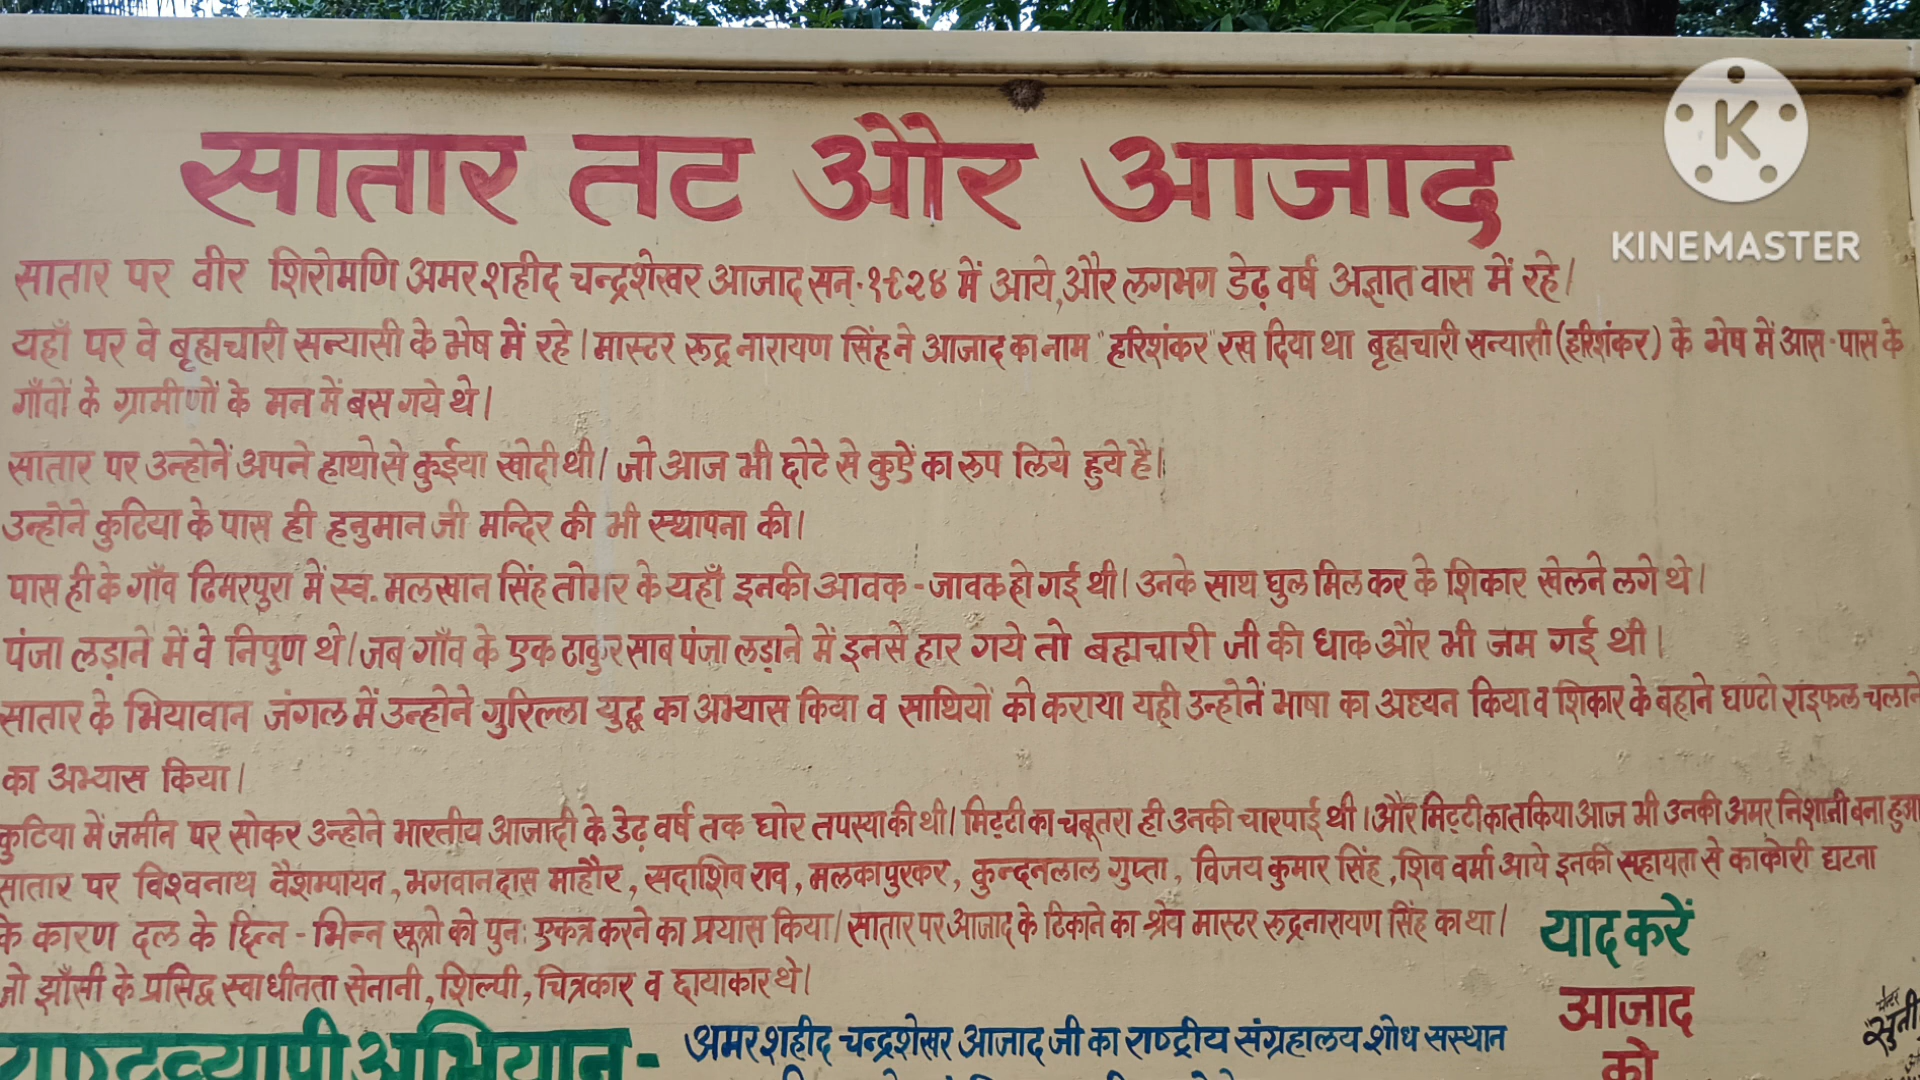 सातार तट और आजाद
KINEMASTER
सातार पर वीर शिरोमणि अमर शहीद चन्द्रशेखर आजाद सन्-१९२४ में आये, और लगभग डेढ़ वर्ष अज्ञात वास में रहे।
यहाँ पर वे बृह्मचारी सन्यासी के भेष में रहे। मास्टर रूद्र नारायण सिंह ने आजाद का नाम "हरिशंकर" रख दिया था बृह्मचारी सन्यासी (हरिशंकर) के भेष में आस-पास के
गाँवों के ग्रामीणों के मन में बस गये थे।
सातार पर उन्होनें अपने हाथो से कुईया खोदी थी। जो आज भी छोटे से कुऐं का रूप लिये हुये है।
उन्होने कुटिया के पास ही हनुमान जी मन्दिर की भी स्थापना की।
पास ही के गाँव ढिमरपुरा में स्व. मलखान सिंह तोमर के यहाँ इनकी आवक-जावक हो गई थी। उनके साथ घुल मिल कर के शिकार खेलने लगे थे।
पंजा लड़ाने में वे निपुण थे। जब गाँव के एक ठाकुर साब पंजा लड़ाने में इनसे हार गये तो ब्रह्मचारी जी की धाक और भी जम गई थी।
सातार के भियावान जंगल में उन्होने गुरिल्ला युद्ध का अभ्यास किया व साथियों को कराया यही उन्होनें भाषा का अध्यन किया व शिकार के बहाने घण्टो राइफल चलाने
का अभ्यास किया।
कुटिया में जमीन पर सोकर उन्होने भारतीय आजादी के डेढ़ वर्ष तक घोर तपस्या की थी। मिट्टी का चबूतरा ही उनकी चारपाई थी। और मिट्टी का तकिया आज भी उनकी अमर निशानी बना हुआ
सातार पर विश्वनाथ वैशम्पायन, भगवान दास माहौर, सदाशिव राव, मलकापुरकर, कुन्दनलाल गुप्ता, विजय कुमार सिंह, शिव वर्मा आये इनकी सहायता से काकोरी घटना
के कारण दल के छिन्न-भिन्न सूत्रो को पुनः एकत्र करने का प्रयास किया। सातार पर आजाद के टिकाने का श्रेय मास्टर रूद्रनारायण सिंह का था।
जो झाँसी के प्रसिद्ध स्वाधीनता सेनानी, शिल्पी, चित्रकार व छायाकार थे।
याद करें
आजाद
को
राष्ट्रव्यापी अभियान-
अमर शहीद चन्द्रशेखर आजाद जी का राष्ट्रीय संग्रहालय शोध सस्थान